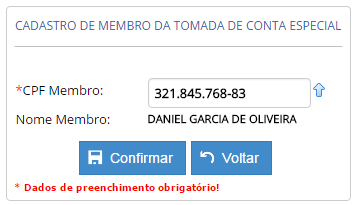 CADASTRO DE MEMBRO DA TOMADA DE CONTA ESPECIAL
*CPF Membro: 321.845.768-83
Nome Membro: DANIEL GARCIA DE OLIVEIRA
Confirmar Voltar
* Dados de preenchimento obrigatório!